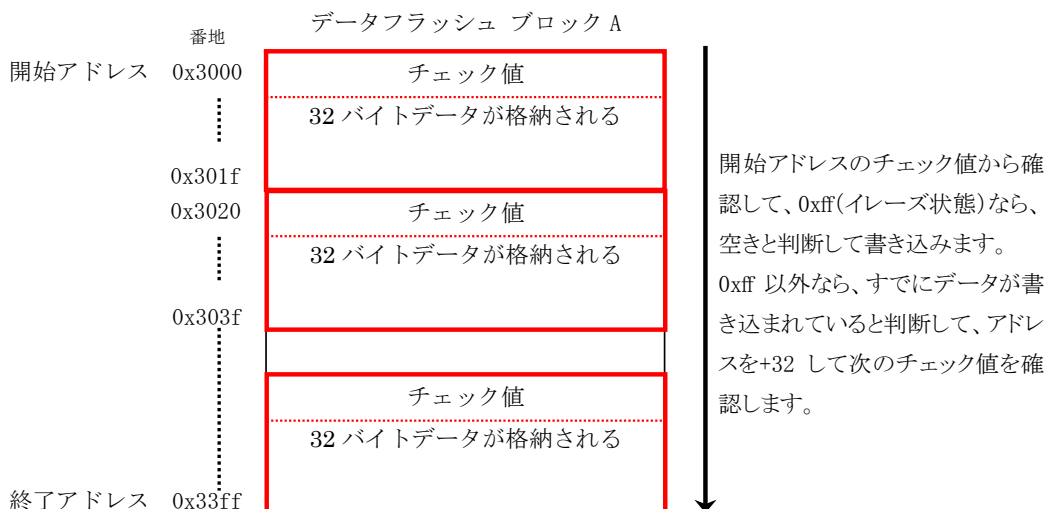 データフラッシュ ブロック A
番地
開始アドレス 0x3000
チェック値
32 バイトデータが格納される
0x301f
0x3020
チェック値
32 バイトデータが格納される
0x303f
チェック値
32 バイトデータが格納される
終了アドレス 0x33ff
開始アドレスのチェック値から確
認して、0xff(イレーズ状態)なら、
空きと判断して書き込みます。
0xff 以外なら、すでにデータが書
き込まれていると判断して、アドレ
スを+32 して次のチェック値を確
認します。